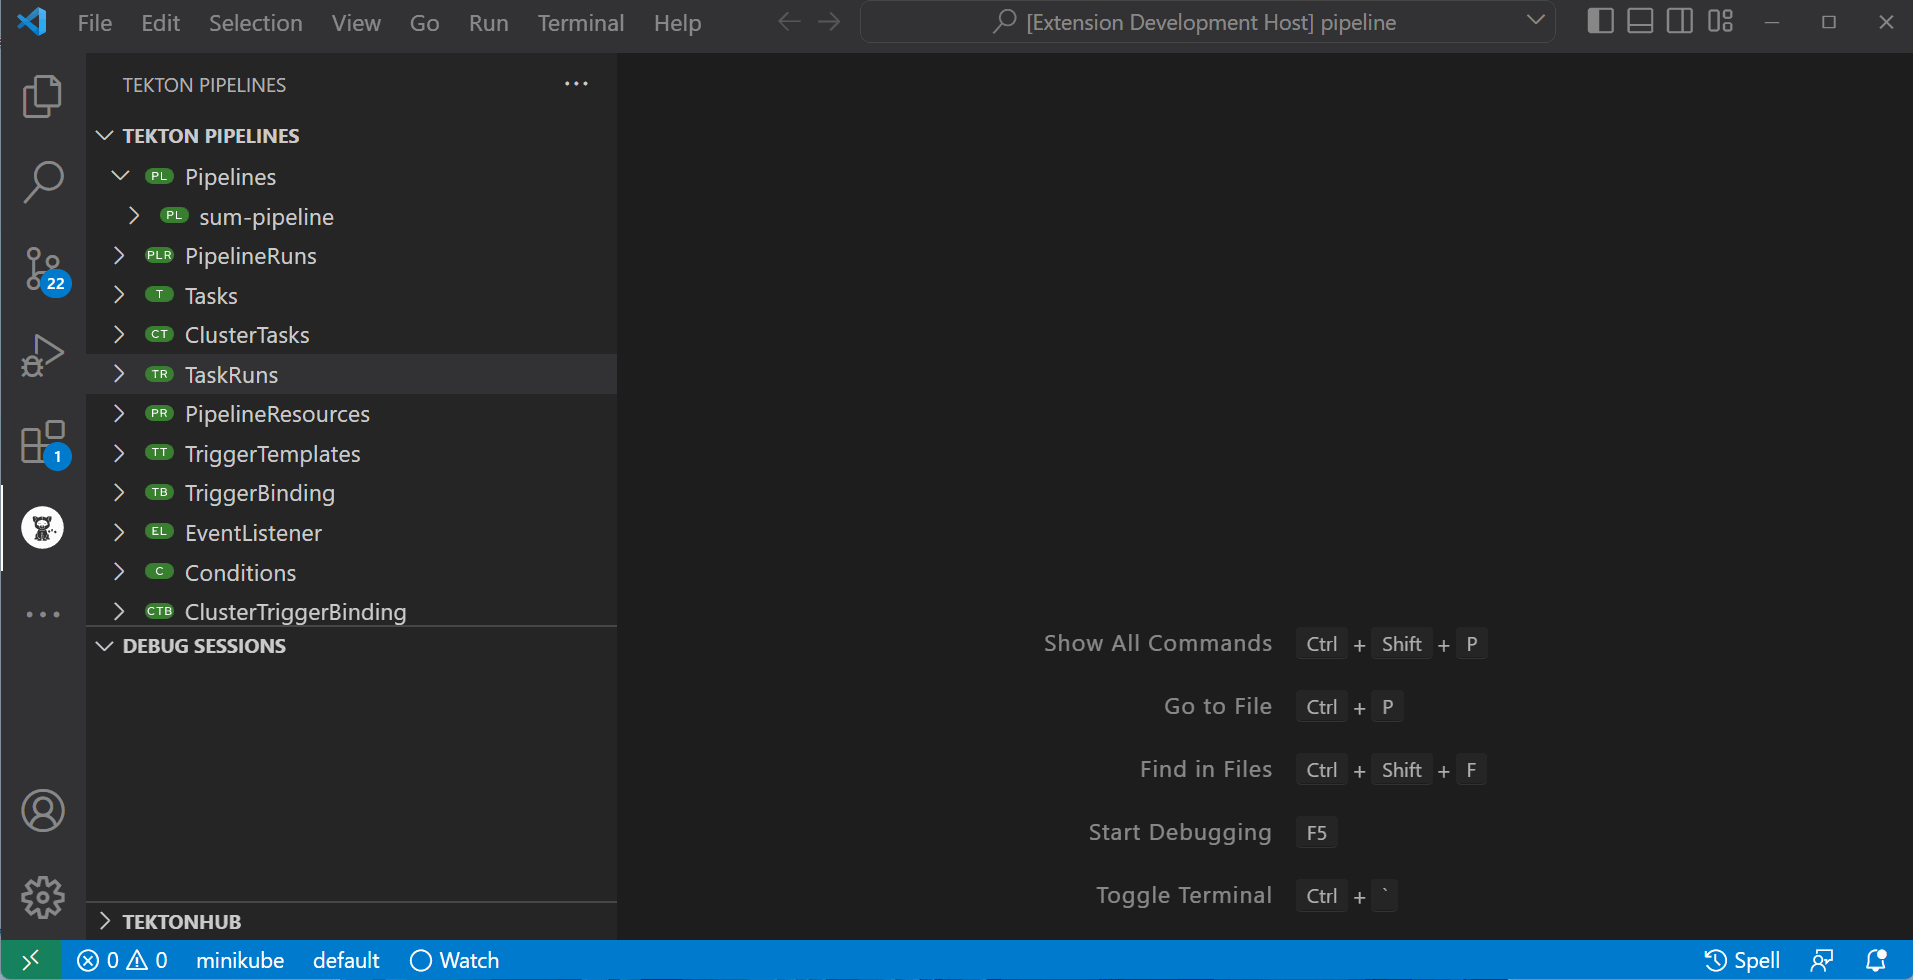 File Edit Selection View Go Run Terminal Help [Extension Development Host] pipeline
TEKTON PIPELINES
TEKTON PIPELINES
PL Pipelines
PL sum-pipeline
PLR PipelineRuns
T Tasks
CT ClusterTasks
TR TaskRuns
PR PipelineResources
TT TriggerTemplates
TB TriggerBinding
EL EventListener
C Conditions
CTB ClusterTriggerBinding
22
1
DEBUG SESSIONS
TEKTONHUB
Show All Commands Ctrl + Shift + P
Go to File Ctrl + P
Find in Files Ctrl + Shift + F
Start Debugging F5
Toggle Terminal Ctrl + `
0 0 minikube default Watch Spell